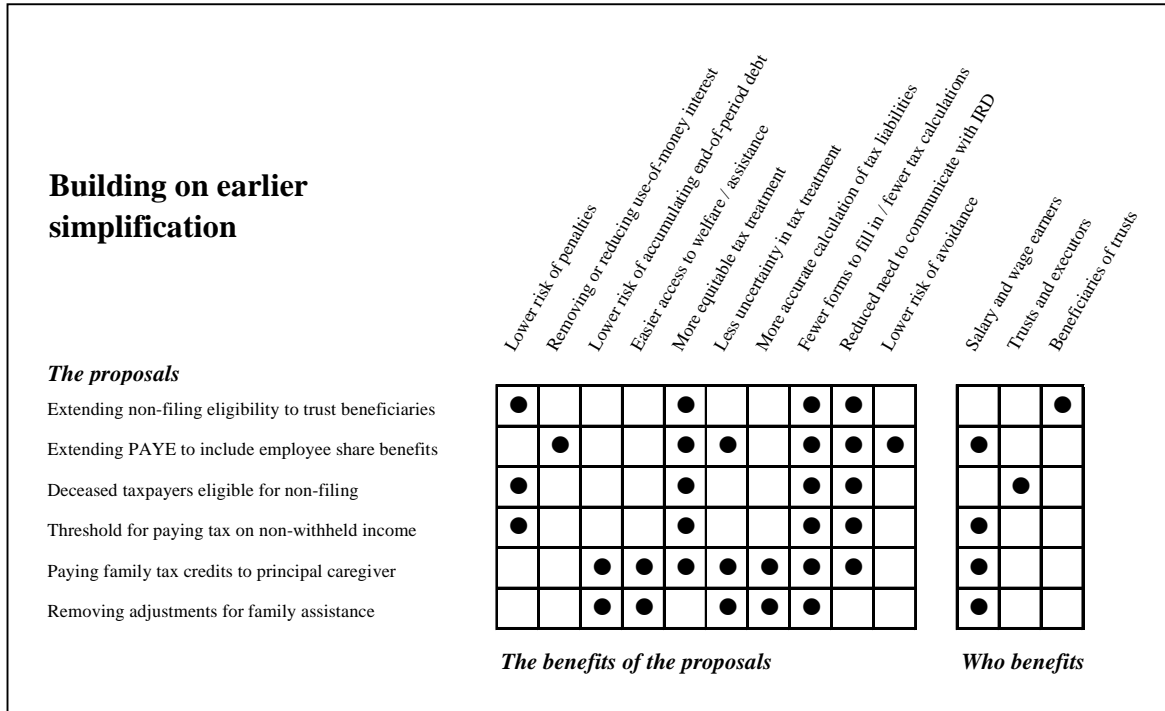 Building on earlier
simplification
Lower risk of penalties
Removing or reducing use-of-money interest
Lower risk of accumulating end-of-period debt
Easier access to welfare / assistance
More equitable tax treatment
Less uncertainty in tax treatment
More accurate calculation of tax liabilities
Fewer forms to fill in / fewer tax calculations
Reduced need to communicate with IRD
Lower risk of avoidance
Salary and wage earners
Trusts and executors
Beneficiaries of trusts
The proposals
Extending non-filing eligibility to trust beneficiaries
Extending PAYE to include employee share benefits
Deceased taxpayers eligible for non-filing
Threshold for paying tax on non-withheld income
Paying family tax credits to principal caregiver
Removing adjustments for family assistance
The benefits of the proposals
Who benefits